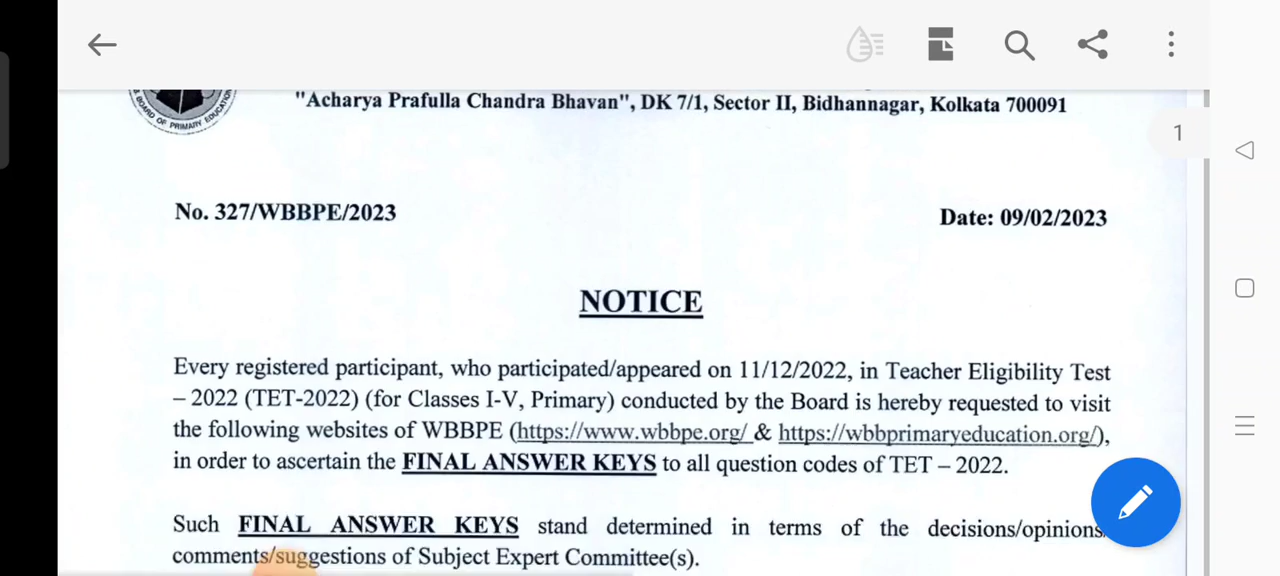 BOARD OF PRIMARY EDUCATION
"Acharya Prafulla Chandra Bhavan", DK 7/1, Sector II, Bidhannagar, Kolkata 700091
1
No. 327/WBBPE/2023
Date: 09/02/2023
NOTICE
Every registered participant, who participated/appeared on 11/12/2022, in Teacher Eligibility Test
– 2022 (TET-2022) (for Classes I-V, Primary) conducted by the Board is hereby requested to visit
the following websites of WBBPE (https://www.wbbpe.org/ & https://wbbprimaryeducation.org/),
in order to ascertain the FINAL ANSWER KEYS to all question codes of TET – 2022.
Such FINAL ANSWER KEYS stand determined in terms of the decisions/opinions
comments/suggestions of Subject Expert Committee(s).